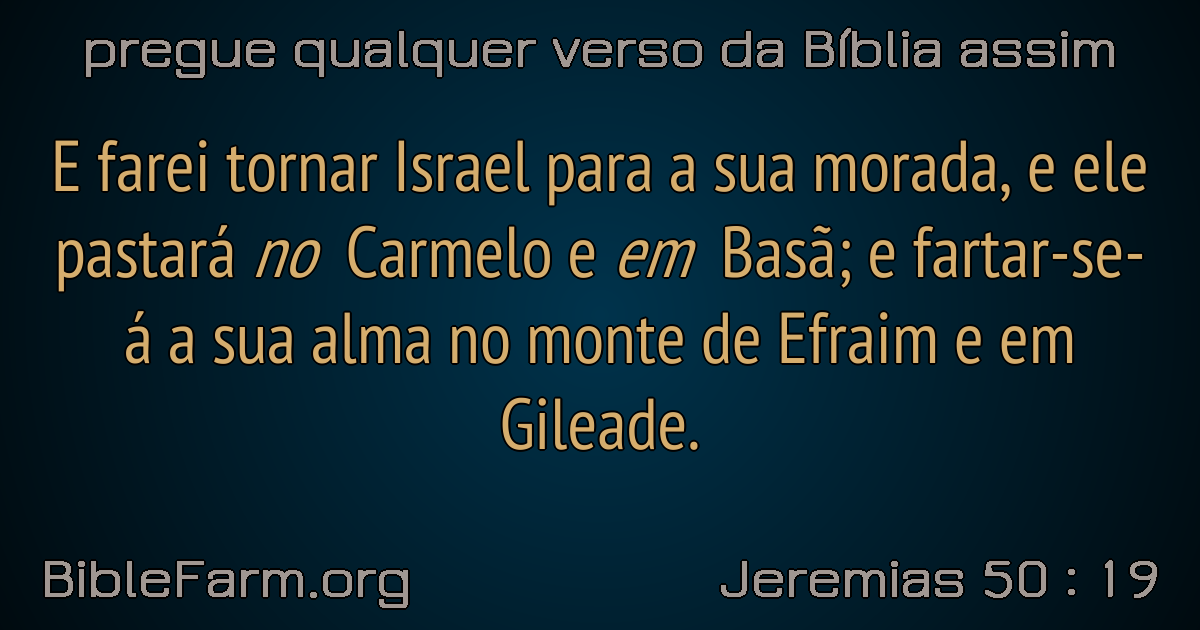 pregue qualquer verso da Bíblia assim
E farei tornar Israel para a sua morada, e ele
pastará no Carmelo e em Basã; e fartar-se-
á a sua alma no monte de Efraim e em
Gileade.
BibleFarm.org
Jeremias 50 : 19